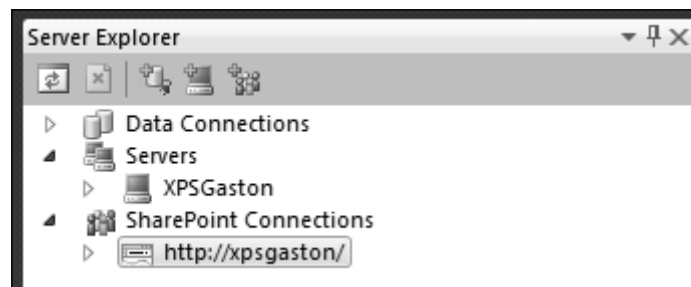 Server Explorer
Data Connections
Servers
XPSGaston
SharePoint Connections
http://xpsgaston/